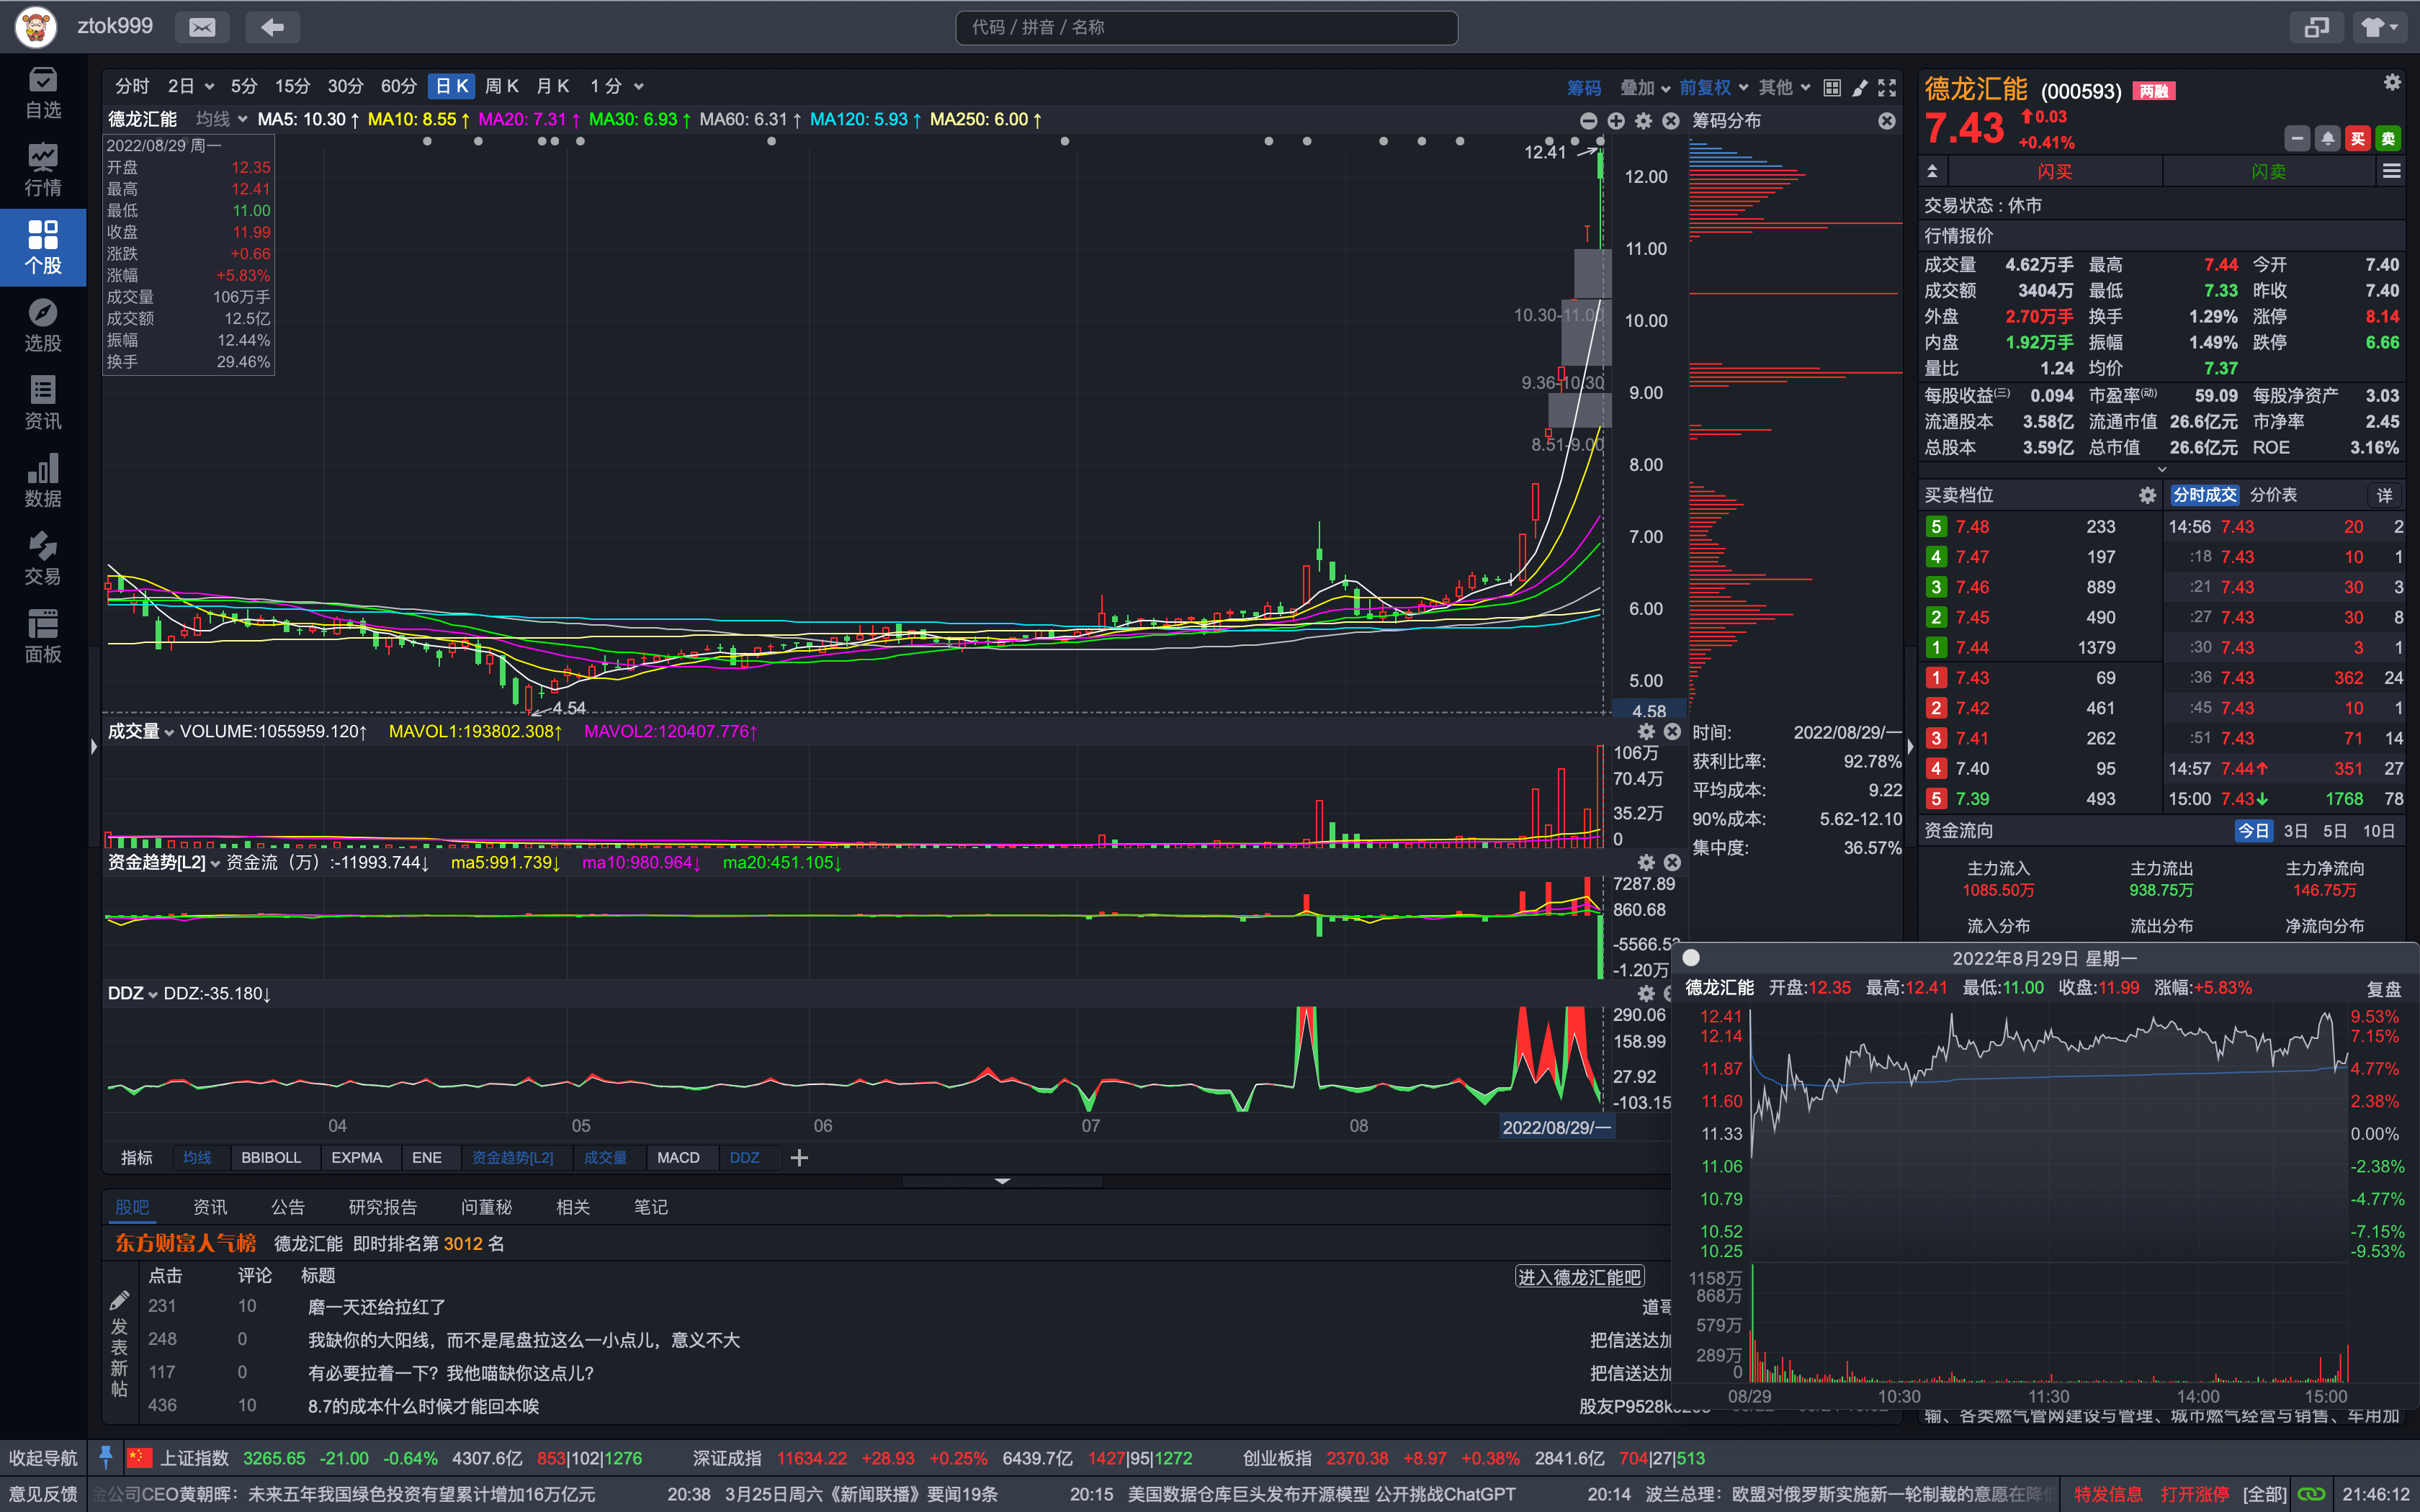 ztok999
代码 / 拼音 / 名称
自选
行情
个股
选股
资讯
数据
交易
面板
分时 2日 5分 15分 30分 60分 日K 周K 月K 1分 筹码 叠加 前复权 其他
德龙汇能 均线 MA5: 10.30↑ MA10: 8.55↑ MA20: 7.31↑ MA30: 6.93↑ MA60: 6.31↑ MA120: 5.93↑ MA250: 6.00↑
2022/08/29 周一
开盘 12.35
最高 12.41
最低 11.00
收盘 11.99
涨跌 +0.66
涨幅 +5.83%
成交量 106万手
成交额 12.5亿
振幅 12.44%
换手 29.46%
12.41
10.30-11.00
9.36-10.30
8.51-9.00
4.54
12.00
11.00
10.00
9.00
8.00
7.00
6.00
5.00
4.58
筹码分布
时间: 2022/08/29/一
获利比率: 92.78%
平均成本: 9.22
90%成本: 5.62-12.10
集中度: 36.57%
成交量 VOLUME:1055959.120↑ MAVOL1:193802.308↑ MAVOL2:120407.776↑
106万
70.4万
35.2万
0
资金趋势[L2] 资金流（万）:-11993.744↓ ma5:991.739↓ ma10:980.964↓ ma20:451.105↓
7287.89
860.68
-5566.53
-1.20万
DDZ DDZ:-35.180↓
290.06
158.99
27.92
-103.15
04 05 06 07 08 2022/08/29/一
指标 均线 BBIBOLL EXPMA ENE 资金趋势[L2] 成交量 MACD DDZ
股吧 资讯 公告 研究报告 问董秘 相关 笔记
东方财富人气榜 德龙汇能 即时排名第 3012 名
点击 评论 标题 进入德龙汇能吧
发表新帖
231 10 磨一天还给拉红了 道哥
248 0 我缺你的大阳线，而不是尾盘拉这么一小点儿，意义不大 把信送达加
117 0 有必要拉着一下？我他喵缺你这点儿？ 把信送达加
436 10 8.7的成本什么时候才能回本唉 股友P9528k
德龙汇能 (000593) 两融
7.43 0.03
+0.41%
买 卖
闪买 闪卖
交易状态 : 休市
行情报价
成交量 4.62万手 最高 7.44 今开 7.40
成交额 3404万 最低 7.33 昨收 7.40
外盘 2.70万手 换手 1.29% 涨停 8.14
内盘 1.92万手 振幅 1.49% 跌停 6.66
量比 1.24 均价 7.37
每股收益(三) 0.094 市盈率(动) 59.09 每股净资产 3.03
流通股本 3.58亿 流通市值 26.6亿元 市净率 2.45
总股本 3.59亿 总市值 26.6亿元 ROE 3.16%
买卖档位 分时成交 分价表 详
5 7.48 233 14:56 7.43 20 2
4 7.47 197 :18 7.43 10 1
3 7.46 889 :21 7.43 30 3
2 7.45 490 :27 7.43 30 8
1 7.44 1379 :30 7.43 3 1
1 7.43 69 :36 7.43 362 24
2 7.42 461 :45 7.43 10 1
3 7.41 262 :51 7.43 71 14
4 7.40 95 14:57 7.44↑ 351 27
5 7.39 493 15:00 7.43↓ 1768 78
资金流向 今日 3日 5日 10日
主力流入 主力流出 主力净流向
1085.50万 938.75万 146.75万
流入分布 流出分布 净流向分布
2022年8月29日 星期一
德龙汇能 开盘:12.35 最高:12.41 最低:11.00 收盘:11.99 涨幅:+5.83% 复盘
12.41 9.53%
12.14 7.15%
11.87 4.77%
11.60 2.38%
11.33 0.00%
11.06 -2.38%
10.79 -4.77%
10.52 -7.15%
10.25 -9.53%
1158万
868万
579万
289万
0
08/29 10:30 11:30 14:00 15:00
输、各类燃气管网建设与管理、城市燃气经营与销售、车用加
收起导航 上证指数 3265.65 -21.00 -0.64% 4307.6亿 853|102|1276 深证成指 11634.22 +28.93 +0.25% 6439.7亿 1427|95|1272 创业板指 2370.38 +8.97 +0.38% 2841.6亿 704|27|513
意见反馈 金公司CEO黄朝晖：未来五年我国绿色投资有望累计增加16万亿元 20:38 3月25日周六《新闻联播》要闻19条 20:15 美国数据仓库巨头发布开源模型 公开挑战ChatGPT 20:14 波兰总理：欧盟对俄罗斯实施新一轮制裁的意愿在降低 特发信息 打开涨停 [全部] 21:46:12